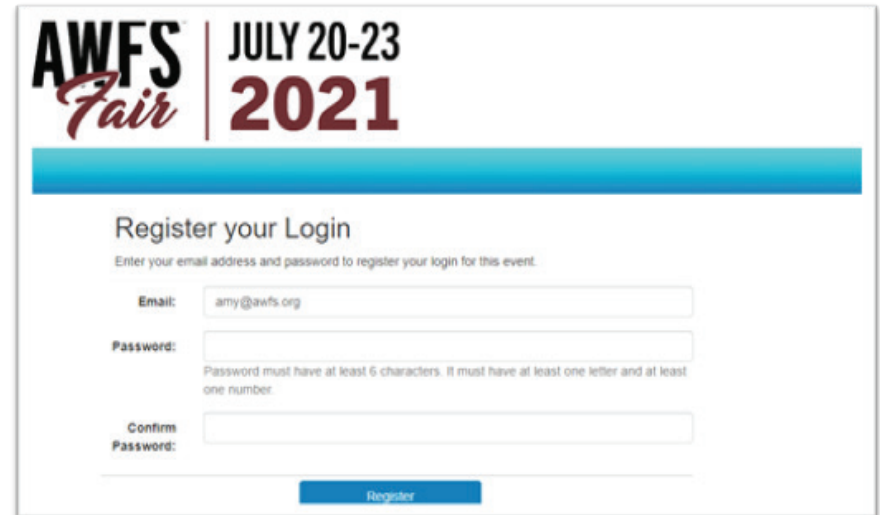 AWFS
Fair
JULY 20-23
2021
Register your Login
Enter your email address and password to register your login for this event.
Email:
amy@awfs.org
Password:
Password must have at least 6 characters. It must have at least one letter and at least
one number.
Confirm
Password:
Register